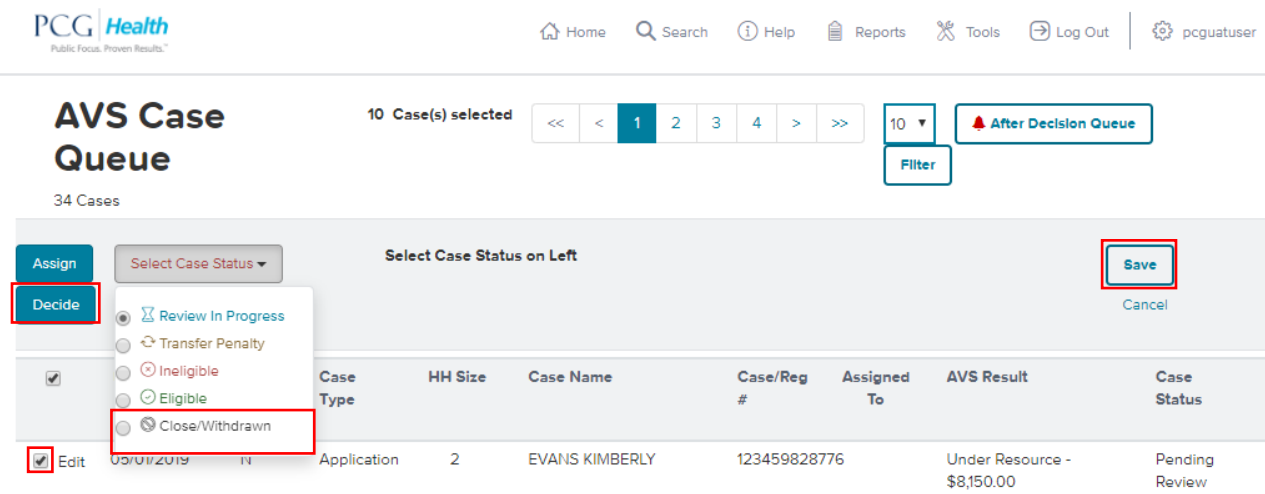 PCG Health
Public Focus. Proven Results.™
Home Search Help Reports Tools Log Out pcguatuser
AVS Case
Queue
34 Cases
10 Case(s) selected
<< < 1 2 3 4 > >>
10
After Decision Queue
Filter
Assign
Decide
Select Case Status
Select Case Status on Left
Save
Cancel
Review In Progress
Transfer Penalty
Ineligible
Eligible
Close/Withdrawn
Case Type HH Size Case Name Case/Reg # Assigned To AVS Result Case Status
Edit 05/01/2019 N Application 2 EVANS KIMBERLY 123459828776 Under Resource - $8,150.00 Pending Review